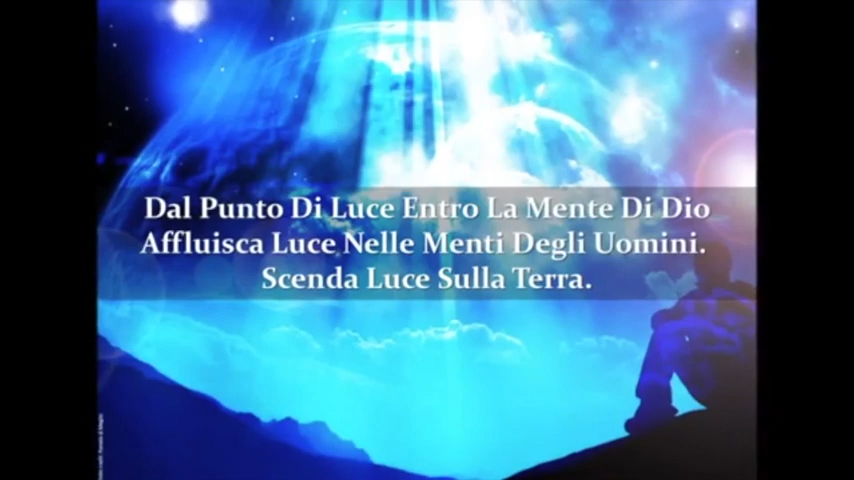 Dal Punto Di Luce Entro La Mente Di Dio
Affluisca Luce Nelle Menti Degli Uomini.
Scenda Luce Sulla Terra.